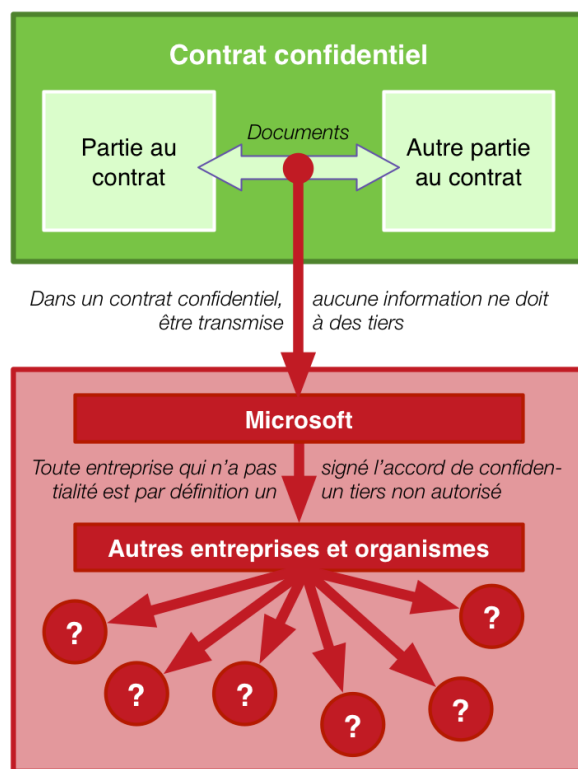 Contrat confidentiel
Documents
Partie au
contrat
Autre partie
au contrat
Dans un contrat confidentiel, aucune information ne doit
être transmise à des tiers
Microsoft
Toute entreprise qui n’a pas signé l’accord de confiden-
tialité est par définition un un tiers non autorisé
Autres entreprises et organismes
?
?
?
?
?
?